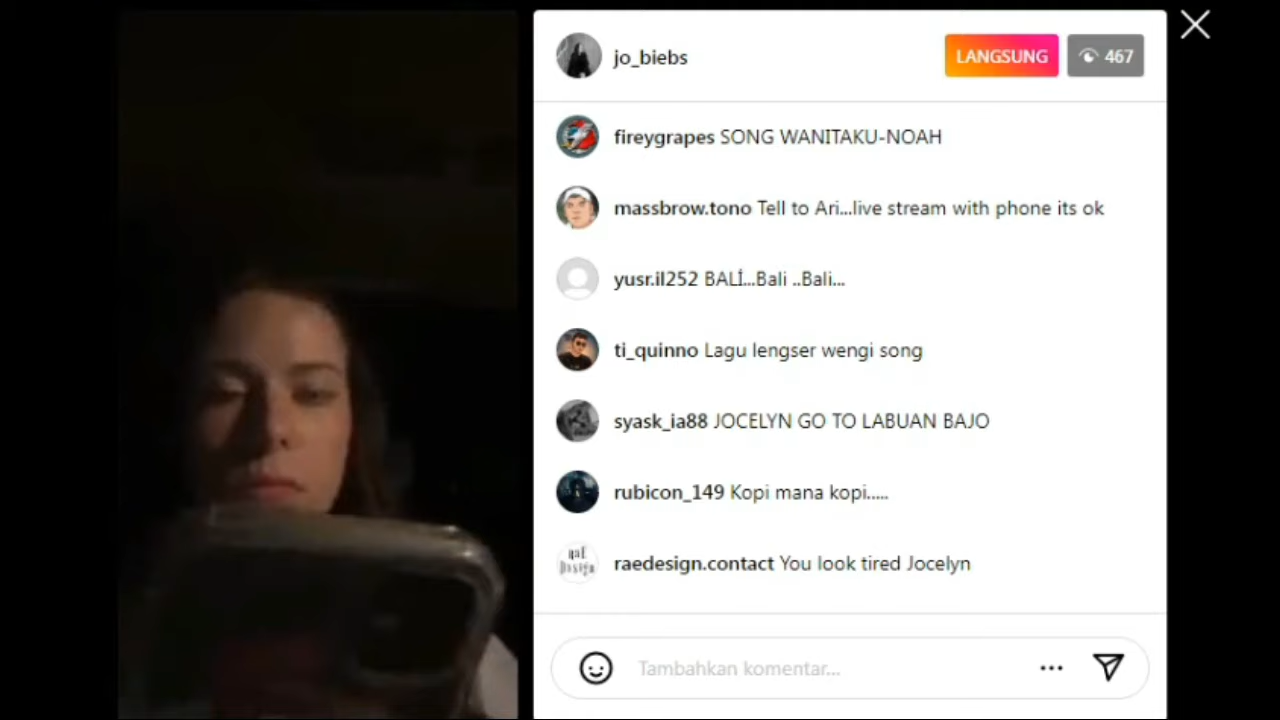 jo_biebs
LANGSUNG
467
fireygrapes SONG WANITAKU-NOAH
massbrow.tono Tell to Ari...live stream with phone its ok
yusr.il252 BALİ...Bali ..Bali...
ti_quinno Lagu lengser wengi song
syask_ia88 JOCELYN GO TO LABUAN BAJO
rubicon_149 Kopi mana kopi.....
raedesign.contact You look tired Jocelyn
Tambahkan komentar...